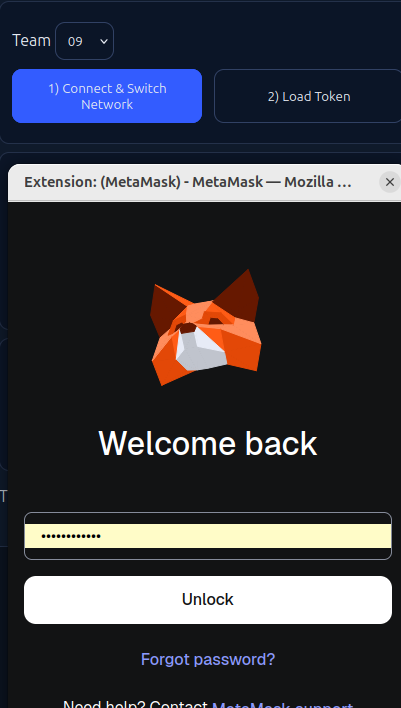 Team 09
1) Connect & Switch
Network
2) Load Token
Extension: (MetaMask) - MetaMask — Mozilla …
Welcome back
••••••••••••
Unlock
Forgot password?
T
Need help? Contact MetaMask support